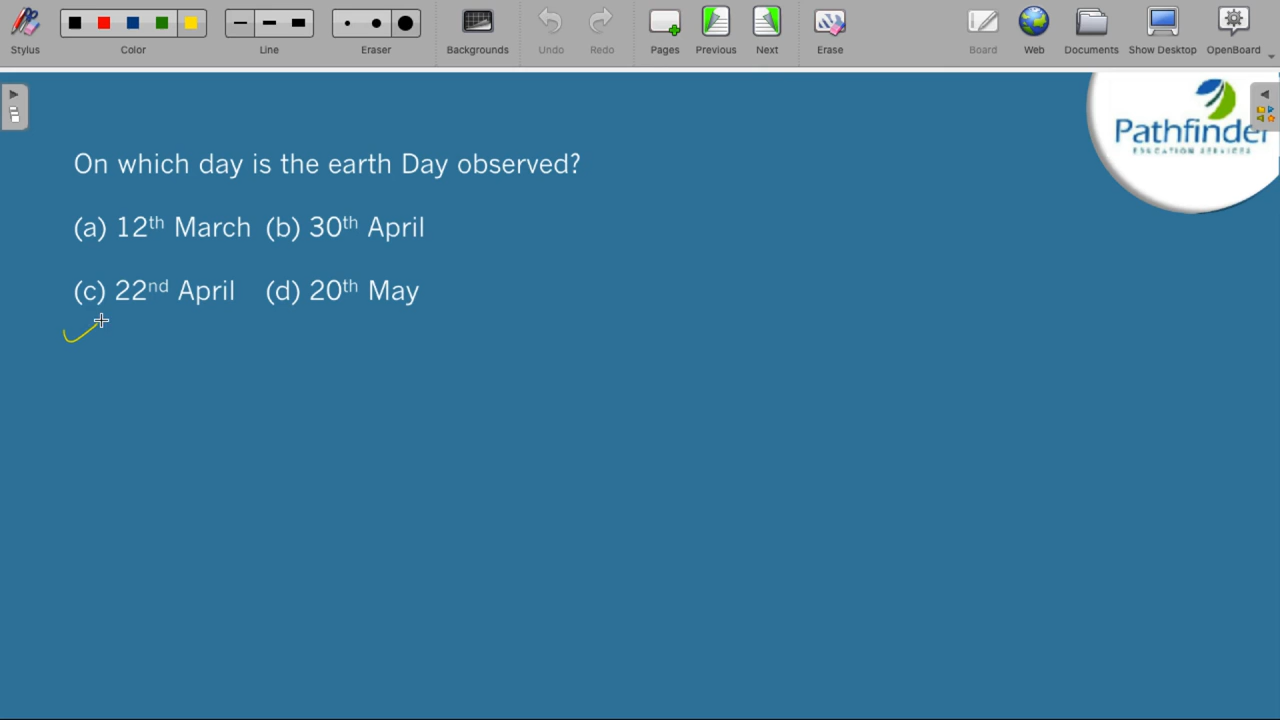 Stylus
Color
Line
Eraser
Backgrounds
Undo
Redo
Pages
Previous
Next
Erase
Board
Web
Documents
Show Desktop
OpenBoard
Pathfinder
EDUCATION SERVICES
On which day is the earth Day observed?
(a) 12th March (b) 30th April
(c) 22nd April (d) 20th May